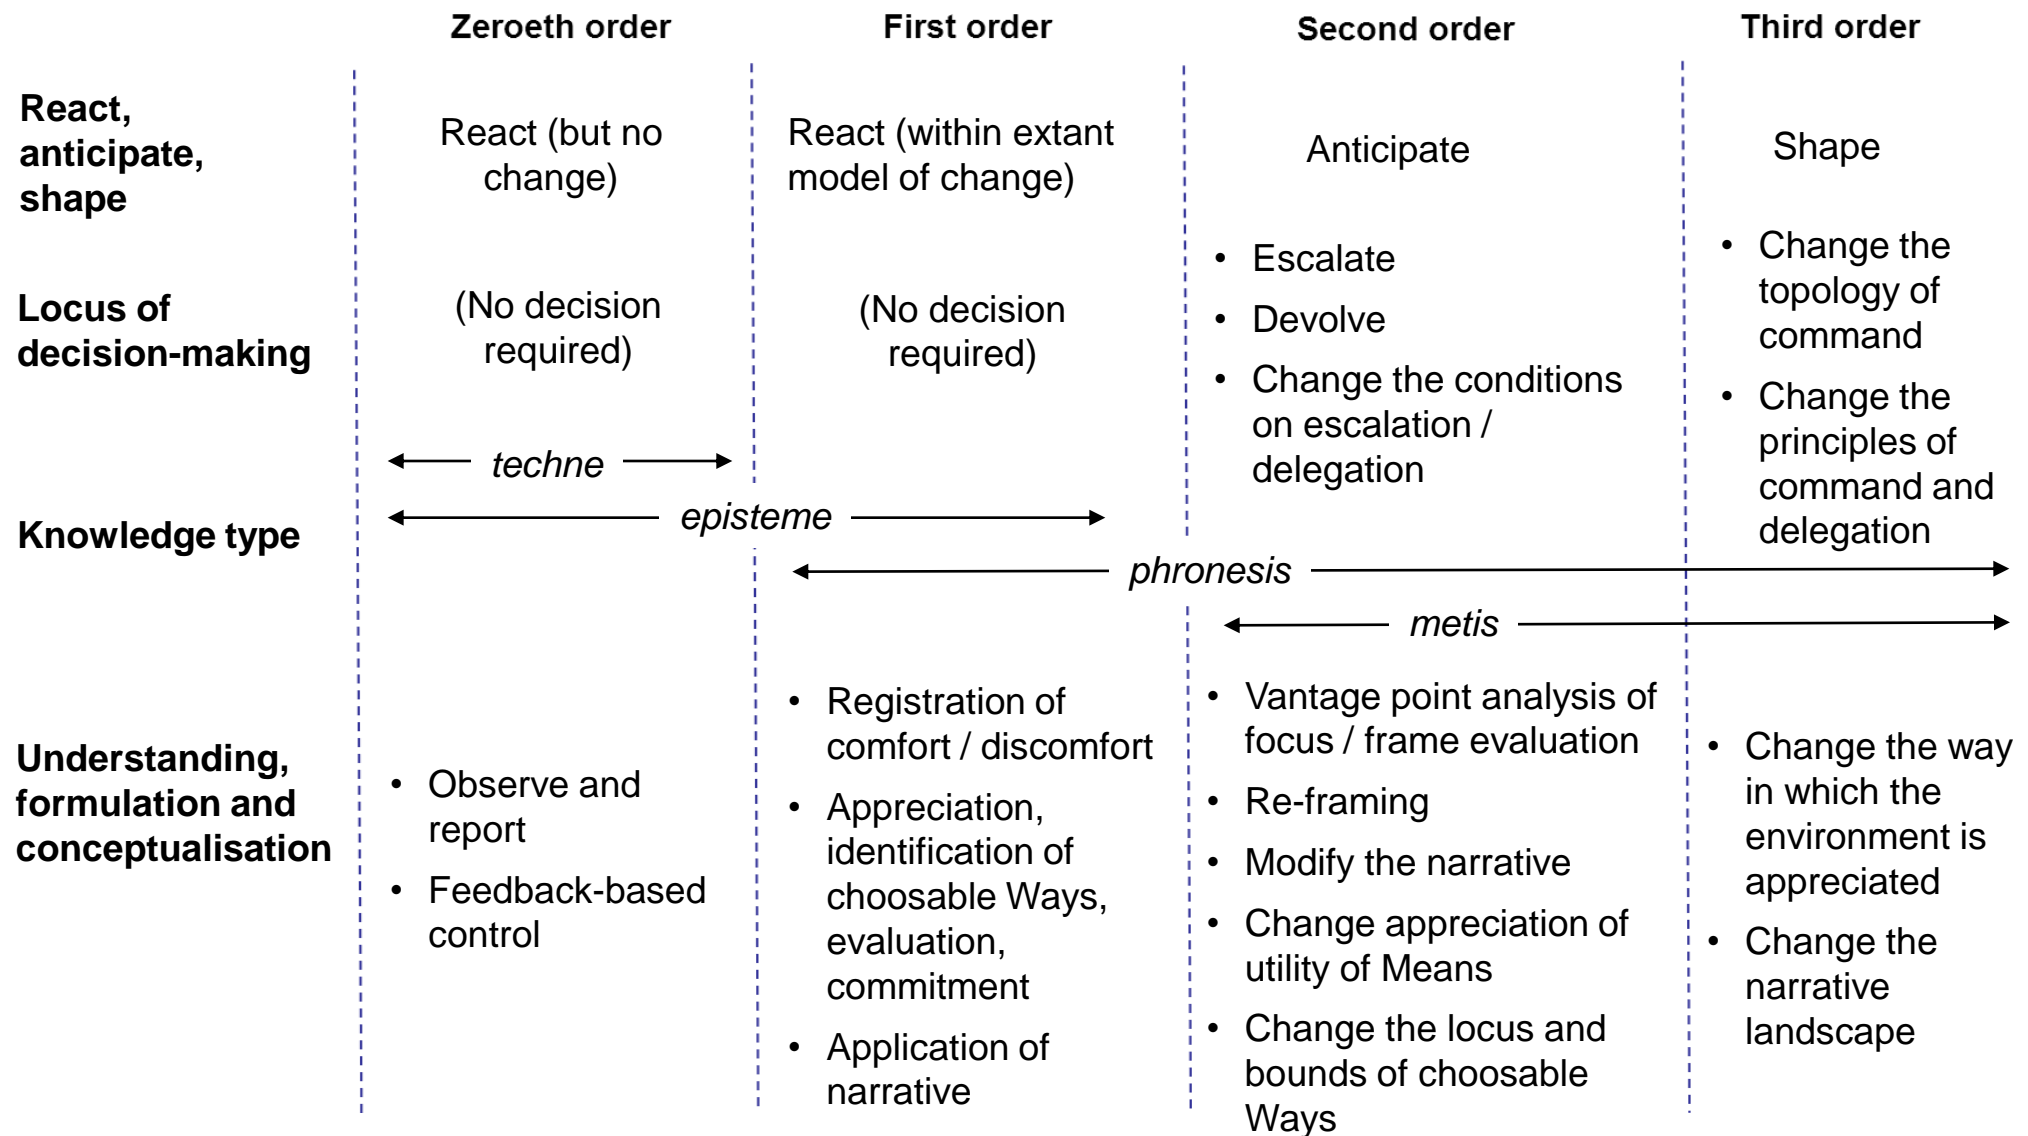 Zeroeth order
First order
Second order
Third order
React,
anticipate,
shape
React (but no
change)
React (within extant
model of change)
Anticipate
Shape
Locus of
decision-making
(No decision
required)
(No decision
required)
• Escalate
• Devolve
• Change the conditions
on escalation /
delegation
• Change the
topology of
command
• Change the
principles of
command and
delegation
Knowledge type
techne
episteme
phronesis
metis
Understanding,
formulation and
conceptualisation
• Observe and
report
• Feedback-based
control
• Registration of
comfort / discomfort
• Appreciation,
identification of
choosable Ways,
evaluation,
commitment
• Application of
narrative
• Vantage point analysis of
focus / frame evaluation
• Re-framing
• Modify the narrative
• Change appreciation of
utility of Means
• Change the locus and
bounds of choosable
Ways
• Change the way
in which the
environment is
appreciated
• Change the
narrative
landscape